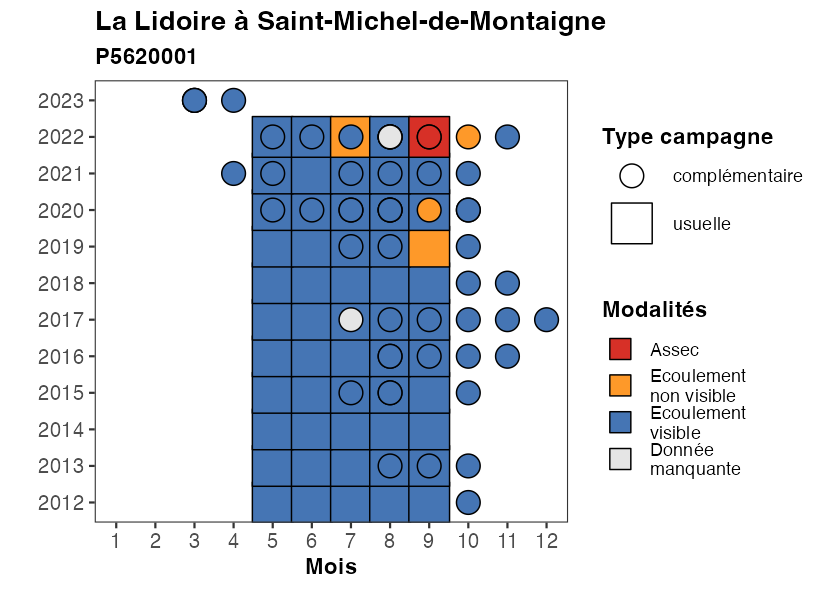 La Lidoire à Saint-Michel-de-Montaigne
P5620001
2023
2022
2021
2020
2019
2018
2017
2016
2015
2014
2013
2012
1 2 3 4 5 6 7 8 9 10 11 12
Mois
Type campagne
complémentaire
usuelle
Modalités
Assec
Ecoulement
non visible
Ecoulement
visible
Donnée
manquante